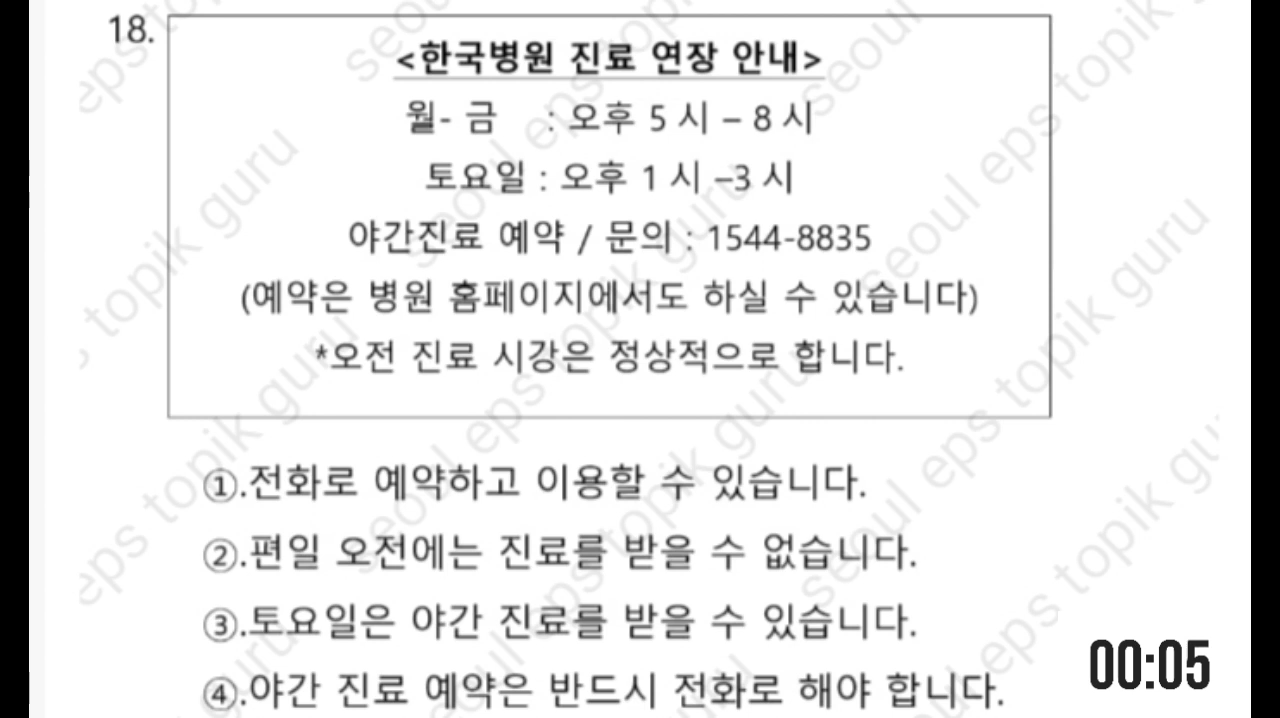 18.
<한국병원 진료 연장 안내>
월- 금 : 오후 5 시 – 8 시
토요일 : 오후 1 시 –3 시
야간진료 예약 / 문의 : 1544-8835
(예약은 병원 홈페이지에서도 하실 수 있습니다)
*오전 진료 시강은 정상적으로 합니다.
①.전화로 예약하고 이용할 수 있습니다.
②.편일 오전에는 진료를 받을 수 없습니다.
③.토요일은 야간 진료를 받을 수 있습니다.
④.야간 진료 예약은 반드시 전화로 해야 합니다.
00:05
seoul eps topik guru